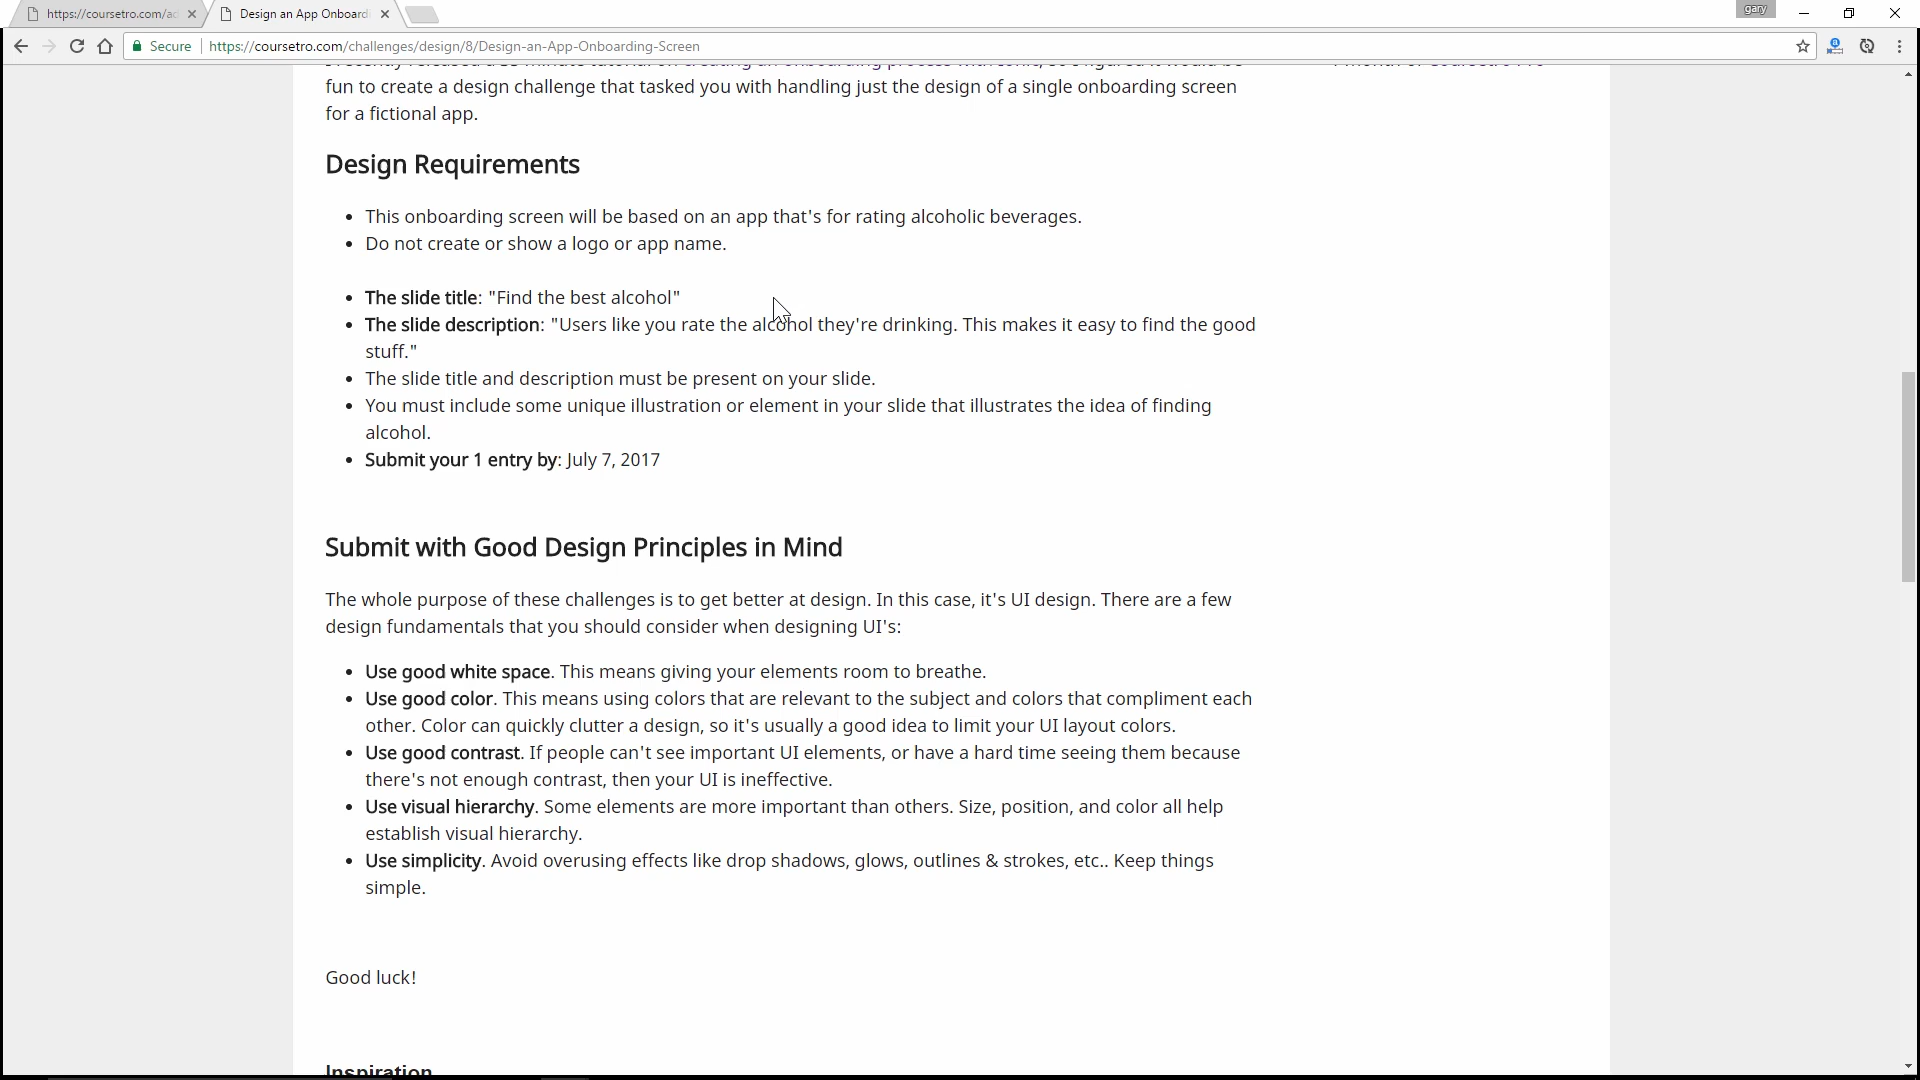 https://coursetro.com/ad
Design an App Onboardi
gary
Secure
https://coursetro.com/challenges/design/8/Design-an-App-Onboarding-Screen
fun to create a design challenge that tasked you with handling just the design of a single onboarding screen
for a fictional app.
Design Requirements
This onboarding screen will be based on an app that's for rating alcoholic beverages.
Do not create or show a logo or app name.
The slide title: "Find the best alcohol"
The slide description: "Users like you rate the alcohol they're drinking. This makes it easy to find the good
stuff."
The slide title and description must be present on your slide.
You must include some unique illustration or element in your slide that illustrates the idea of finding
alcohol.
Submit your 1 entry by: July 7, 2017
Submit with Good Design Principles in Mind
The whole purpose of these challenges is to get better at design. In this case, it's UI design. There are a few
design fundamentals that you should consider when designing UI's:
Use good white space. This means giving your elements room to breathe.
Use good color. This means using colors that are relevant to the subject and colors that compliment each
other. Color can quickly clutter a design, so it's usually a good idea to limit your UI layout colors.
Use good contrast. If people can't see important UI elements, or have a hard time seeing them because
there's not enough contrast, then your UI is ineffective.
Use visual hierarchy. Some elements are more important than others. Size, position, and color all help
establish visual hierarchy.
Use simplicity. Avoid overusing effects like drop shadows, glows, outlines & strokes, etc.. Keep things
simple.
Good luck!
Inspiration